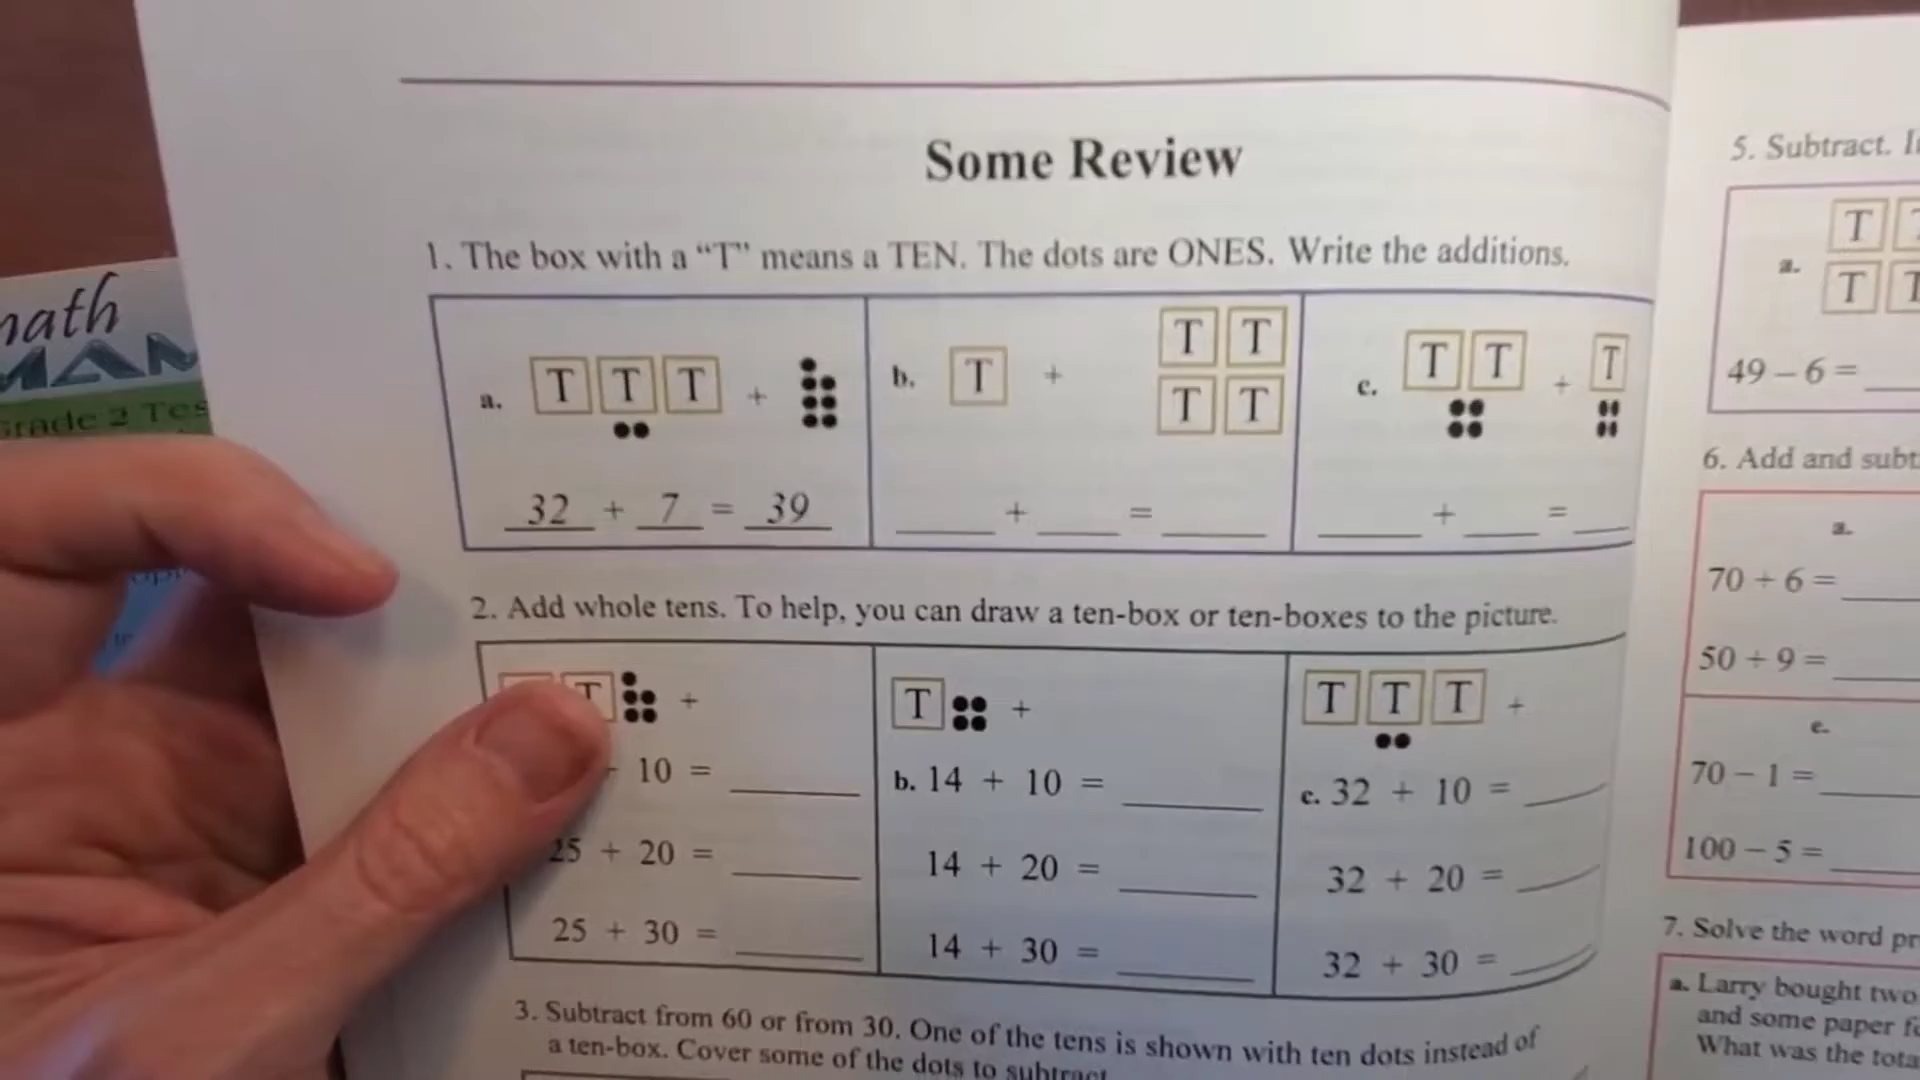 Some Review
1. The box with a “T” means a TEN. The dots are ONES. Write the additions.
a. T T T +
32 + 7 = 39
b. T + T T
T T
+ =
c. T T + T
+ =
2. Add whole tens. To help, you can draw a ten-box or ten-boxes to the picture.
T +
10 =
25 + 20 =
25 + 30 =
T +
b. 14 + 10 =
14 + 20 =
14 + 30 =
T T T +
c. 32 + 10 =
32 + 20 =
32 + 30 =
3. Subtract from 60 or from 30. One of the tens is shown with ten dots instead of
a ten-box. Cover some of the dots to subtract.
5. Subtract.
a. T
T T
49 – 6 =
6. Add and
a.
70 + 6 =
50 + 9 =
c.
70 – 1 =
100 – 5 =
7. Solve the word
a. Larry bought two
and some paper
What was the
math
MAM
Grade 2